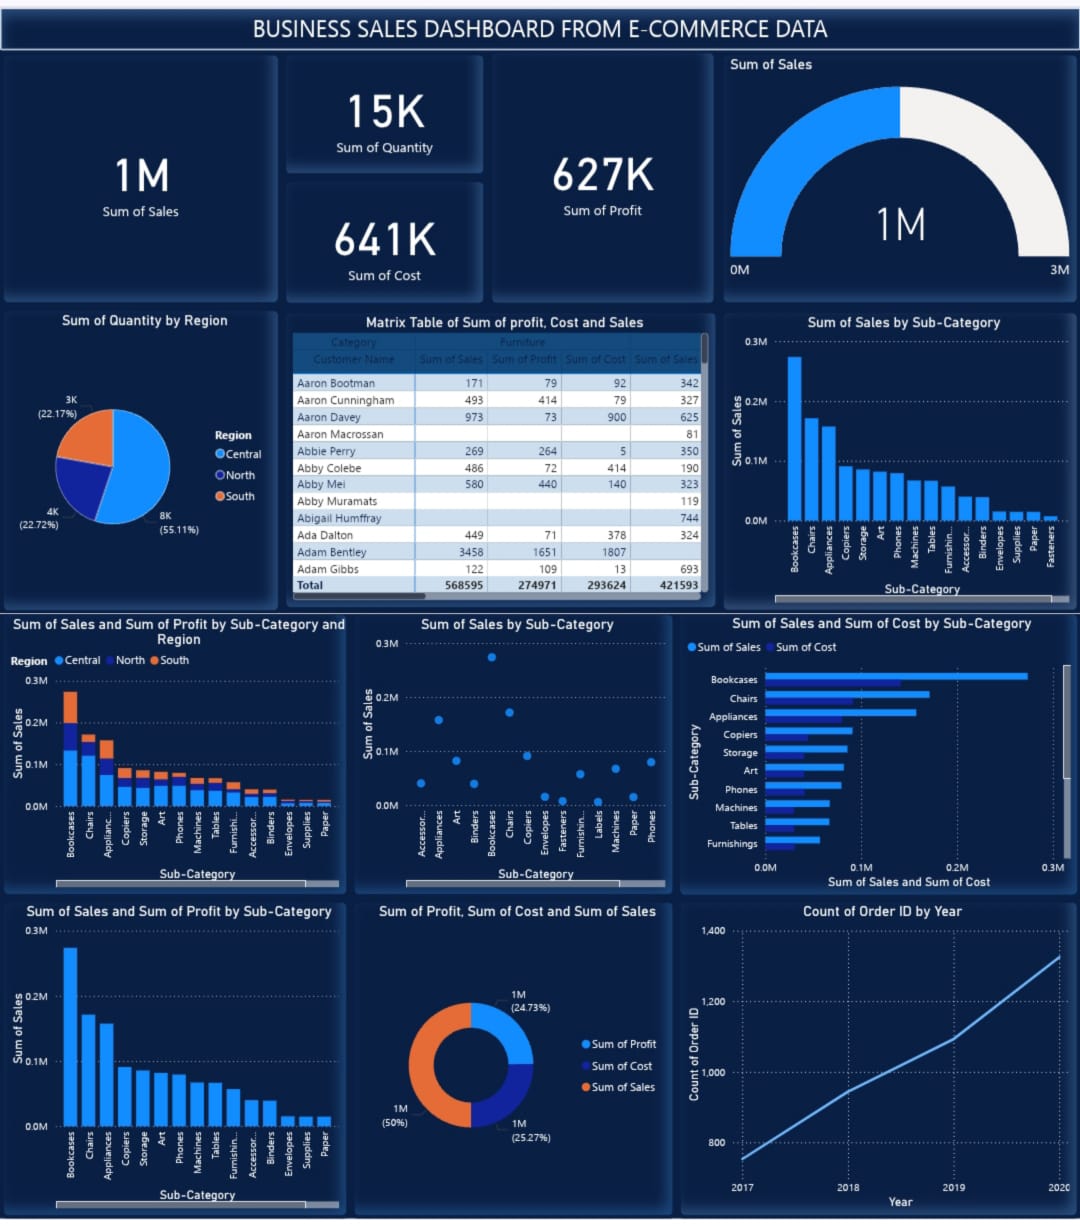 BUSINESS SALES DASHBOARD FROM E-COMMERCE DATA
1M
Sum of Sales
15K
Sum of Quantity
641K
Sum of Cost
627K
Sum of Profit
Sum of Sales
1M
0M 3M
Sum of Quantity by Region
3K
(22.17%)
4K
(22.72%)
8K
(55.11%)
Region
Central
North
South
Matrix Table of Sum of profit, Cost and Sales
Category Furniture
Customer Name Sum of Sales Sum of Profit Sum of Cost Sum of Sales
Aaron Bootman 171 79 92 342
Aaron Cunningham 493 414 79 327
Aaron Davey 973 73 900 625
Aaron Macrossan 81
Abbie Perry 269 264 5 350
Abby Colebe 486 72 414 190
Abby Mei 580 440 140 323
Abby Muramats 119
Abigail Humffray 744
Ada Dalton 449 71 378 324
Adam Bentley 3458 1651 1807
Adam Gibbs 122 109 13 693
Total 568595 274971 293624 421593
Sum of Sales by Sub-Category
Sum of Sales
0.3M
0.2M
0.1M
0.0M
Bookcases
Chairs
Appliances
Copiers
Storage
Art
Phones
Machines
Tables
Furnishin...
Accessor...
Binders
Envelopes
Supplies
Paper
Fasteners
Sub-Category
Sum of Sales and Sum of Profit by Sub-Category and
Region
Region Central North South
Sum of Sales
0.3M
0.2M
0.1M
0.0M
Bookcases
Chairs
Applianc...
Copiers
Storage
Art
Phones
Machines
Tables
Furnishi...
Accessor...
Binders
Envelopes
Supplies
Paper
Sub-Category
Sum of Sales by Sub-Category
Sum of Sales
0.3M
0.2M
0.1M
0.0M
Accessor...
Appliances
Art
Binders
Bookcases
Chairs
Copiers
Envelopes
Fasteners
Furnishin...
Labels
Machines
Paper
Phones
Sub-Category
Sum of Sales and Sum of Cost by Sub-Category
Sum of Sales Sum of Cost
Sub-Category
Bookcases
Chairs
Appliances
Copiers
Storage
Art
Phones
Machines
Tables
Furnishings
0.0M 0.1M 0.2M 0.3M
Sum of Sales and Sum of Cost
Sum of Sales and Sum of Profit by Sub-Category
Sum of Sales
0.3M
0.2M
0.1M
0.0M
Bookcases
Chairs
Appliances
Copiers
Storage
Art
Phones
Machines
Tables
Furnishin...
Accessor...
Binders
Envelopes
Supplies
Paper
Sub-Category
Sum of Profit, Sum of Cost and Sum of Sales
1M
(24.73%)
1M
(50%)
1M
(25.27%)
Sum of Profit
Sum of Cost
Sum of Sales
Count of Order ID by Year
Count of Order ID
1,400
1,200
1,000
800
2017 2018 2019 2020
Year